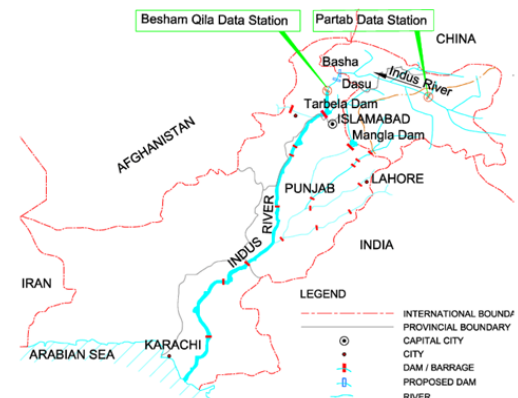 Besham Qila Data Station
Partab Data Station
CHINA
Basha
Indus River
Dasu
Tarbela Dam
ISLAMABAD
Mangla Dam
AFGHANISTAN
PUNJAB
LAHORE
INDUS RIVER
INDIA
IRAN
KARACHI
ARABIAN SEA
LEGEND
INTERNATIONAL BOUNDA
PROVINCIAL BOUNDARY
CAPITAL CITY
CITY
DAM / BARRAGE
PROPOSED DAM
RIVER